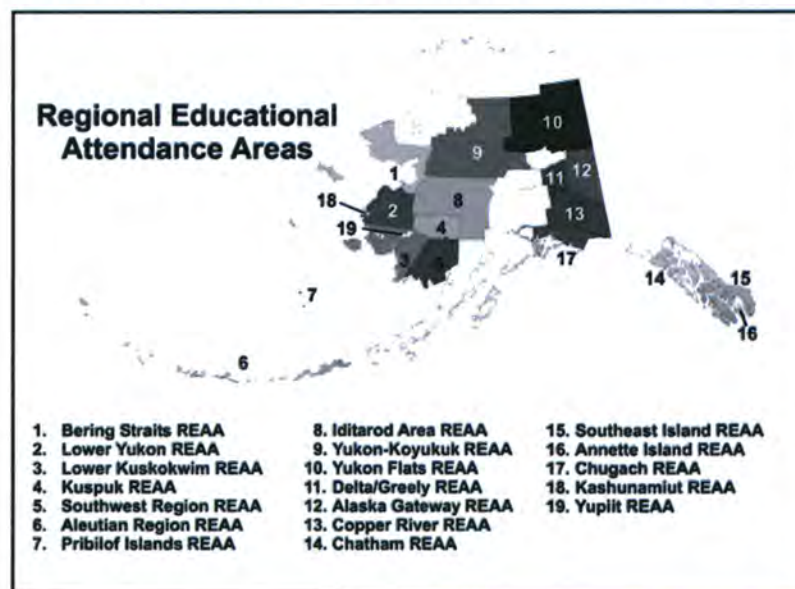 Regional Educational
Attendance Areas
10
9
1
11
12
18
2
8
13
19
4
3
5
17
14
15
7
16
6
1. Bering Straits REAA
2. Lower Yukon REAA
3. Lower Kuskokwim REAA
4. Kuspuk REAA
5. Southwest Region REAA
6. Aleutian Region REAA
7. Pribilof Islands REAA
8. Iditarod Area REAA
9. Yukon-Koyukuk REAA
10. Yukon Flats REAA
11. Delta/Greely REAA
12. Alaska Gateway REAA
13. Copper River REAA
14. Chatham REAA
15. Southeast Island REAA
16. Annette Island REAA
17. Chugach REAA
18. Kashunamiut REAA
19. Yupiit REAA